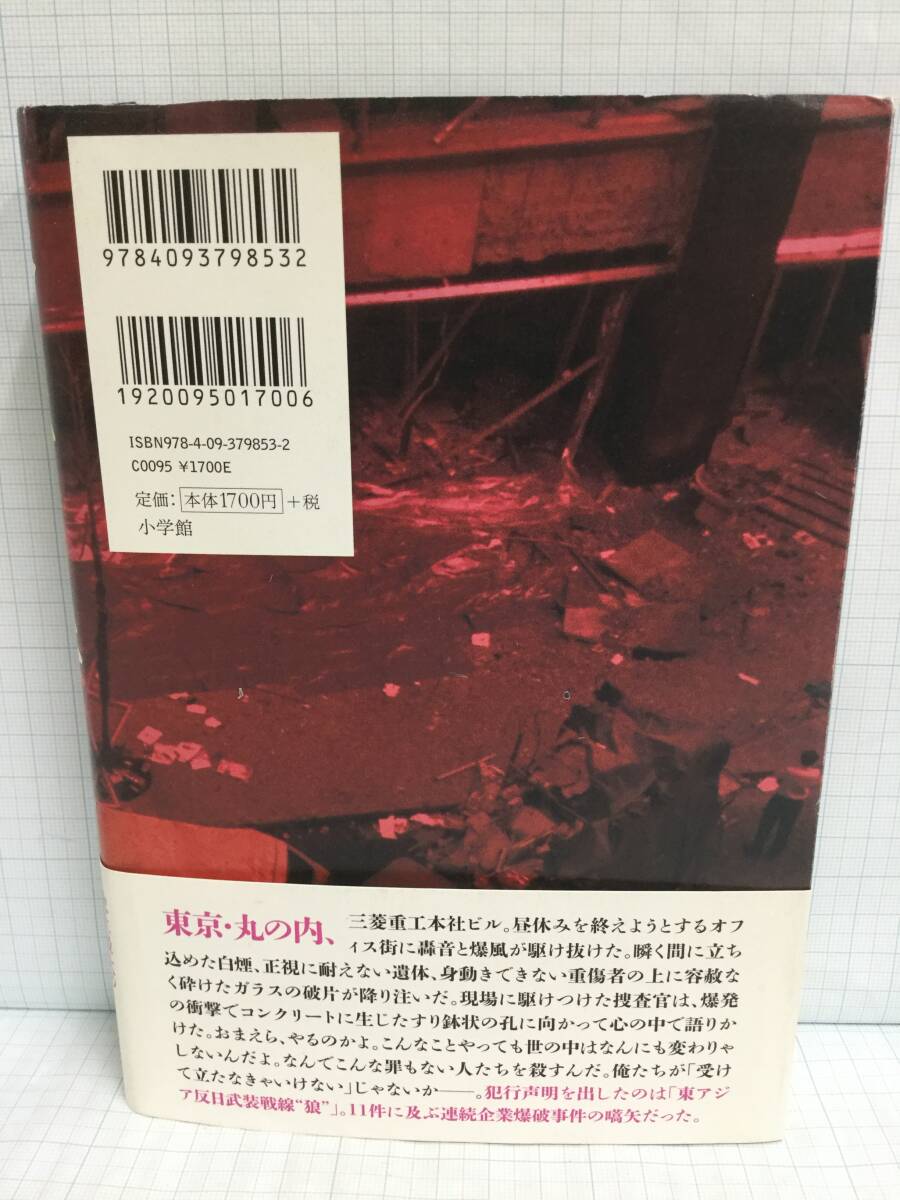 9784093798532
1920095017006
ISBN978-4-09-379853-2
C0095 ¥1700E
定価：本体1700円＋税
小学館
東京・丸の内、三菱重工本社ビル。昼休みを終えようとするオフ
ィス街に轟音と爆風が駆け抜けた。瞬く間に立ち
込めた白煙、正視に耐えない遺体、身動きできない重傷者の上に容赦な
く砕けたガラスの破片が降り注いだ。現場に駆けつけた捜査官は、爆発
の衝撃でコンクリートに生じたすり鉢状の孔に向かって心の中で語りか
けた。おまえら、やるのかよ。こんなことやっても世の中はなんにも変わりゃ
しないんだよ。なんでこんな罪もない人たちを殺すんだ。俺たちが「受け
て立たなきゃいけない」じゃないか――。犯行声明を出したのは「東アジ
ア反日武装戦線“狼”」。11件に及ぶ連続企業爆破事件の嚆矢だった。